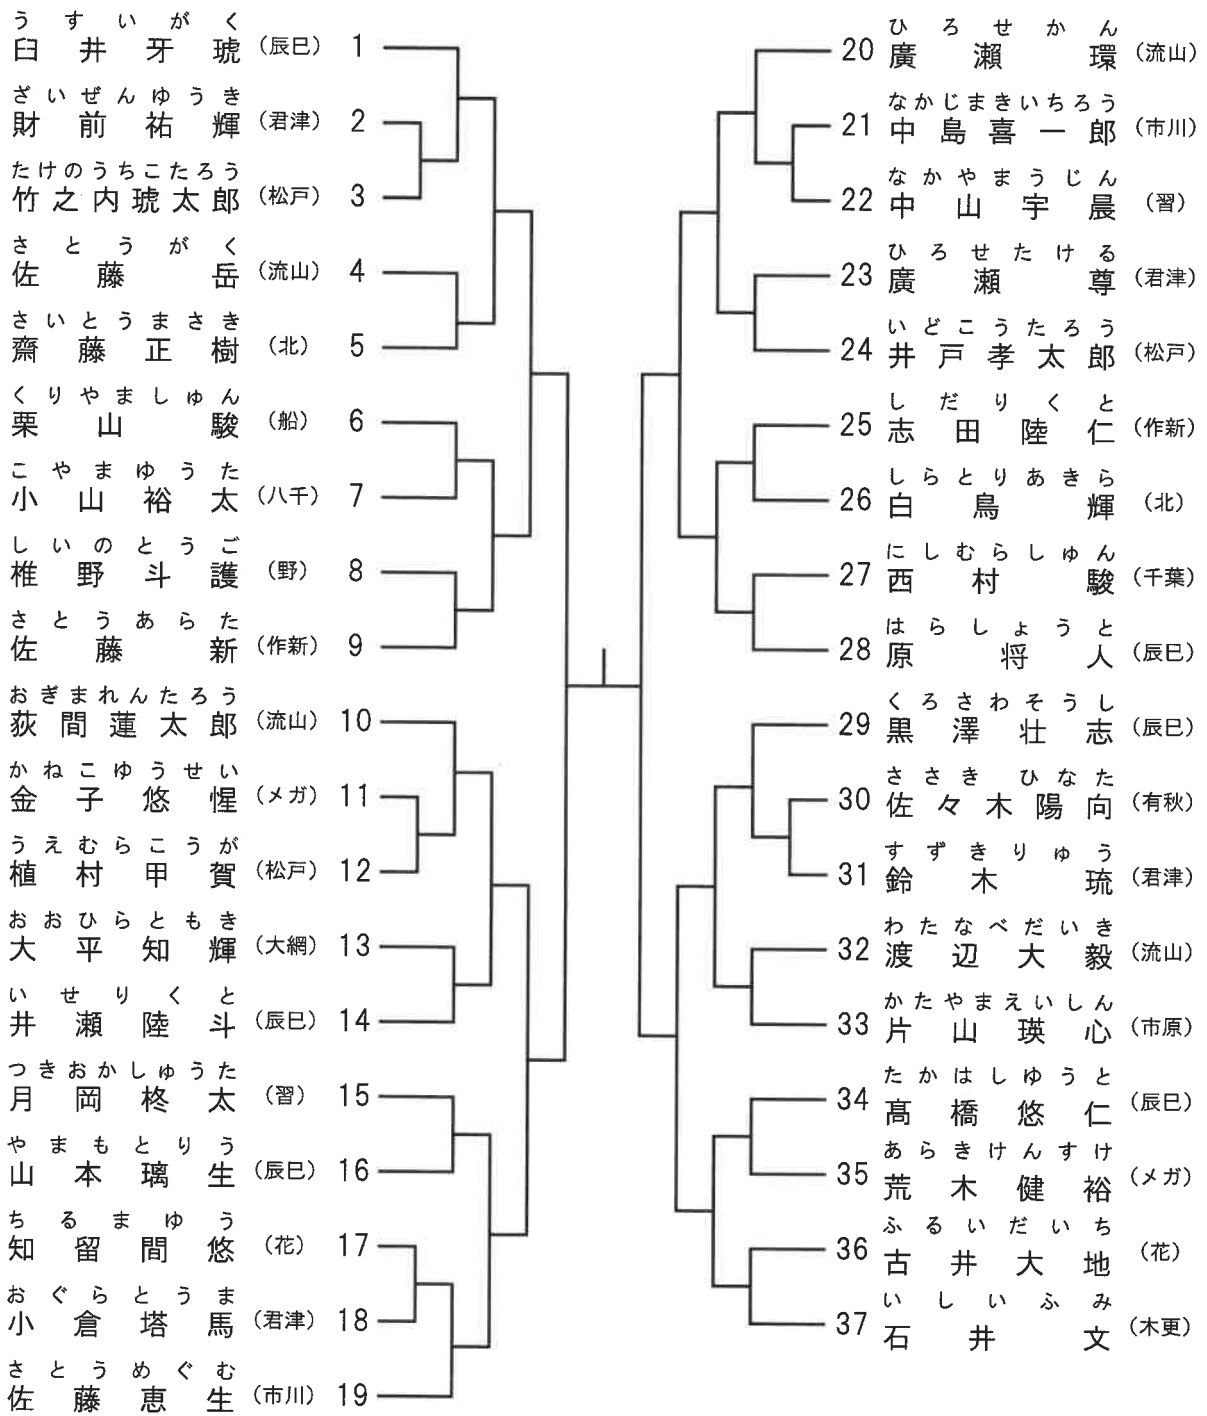 うすいがく
臼井牙琥 (辰巳) 1
ざいぜんゆうき
財前祐輝 (君津) 2
たけのうちこたろう
竹之内琥太郎 (松戸) 3
さとうがく
佐藤岳 (流山) 4
さいとうまさき
齋藤正樹 (北) 5
くりやましゅん
栗山駿 (船) 6
こやまゆうた
小山裕太 (八千) 7
しいのとうご
椎野斗護 (野) 8
さとうあらた
佐藤新 (作新) 9
おぎまれんたろう
荻間蓮太郎 (流山) 10
かねこゆうせい
金子悠惺 (メガ) 11
うえむらこうが
植村甲賀 (松戸) 12
おおひらともき
大平知輝 (大網) 13
いせりくと
井瀬陸斗 (辰巳) 14
つきおかしゅうた
月岡柊太 (習) 15
やまもとりう
山本璃生 (辰巳) 16
ちるまゆう
知留間悠 (花) 17
おぐらとうま
小倉塔馬 (君津) 18
さとうめぐむ
佐藤恵生 (市川) 19
ひろせかん
20 廣瀬環 (流山)
なかじまきいちろう
21 中島喜一郎 (市川)
なかやまうじん
22 中山宇晨 (習)
ひろせたける
23 廣瀬尊 (君津)
いどこうたろう
24 井戸孝太郎 (松戸)
しだりくと
25 志田陸仁 (作新)
しらとりあきら
26 白鳥輝 (北)
にしむらしゅん
27 西村駿 (千葉)
はらしょうと
28 原将人 (辰巳)
くろさわそうし
29 黒澤壮志 (辰巳)
ささき ひなた
30 佐々木陽向 (有秋)
すずきりゅう
31 鈴木琉 (君津)
わたなべだいき
32 渡辺大毅 (流山)
かたやまえいしん
33 片山瑛心 (市原)
たかはしゆうと
34 髙橋悠仁 (辰巳)
あらきけんすけ
35 荒木健裕 (メガ)
ふるいだいち
36 古井大地 (花)
いしいふみ
37 石井文 (木更)